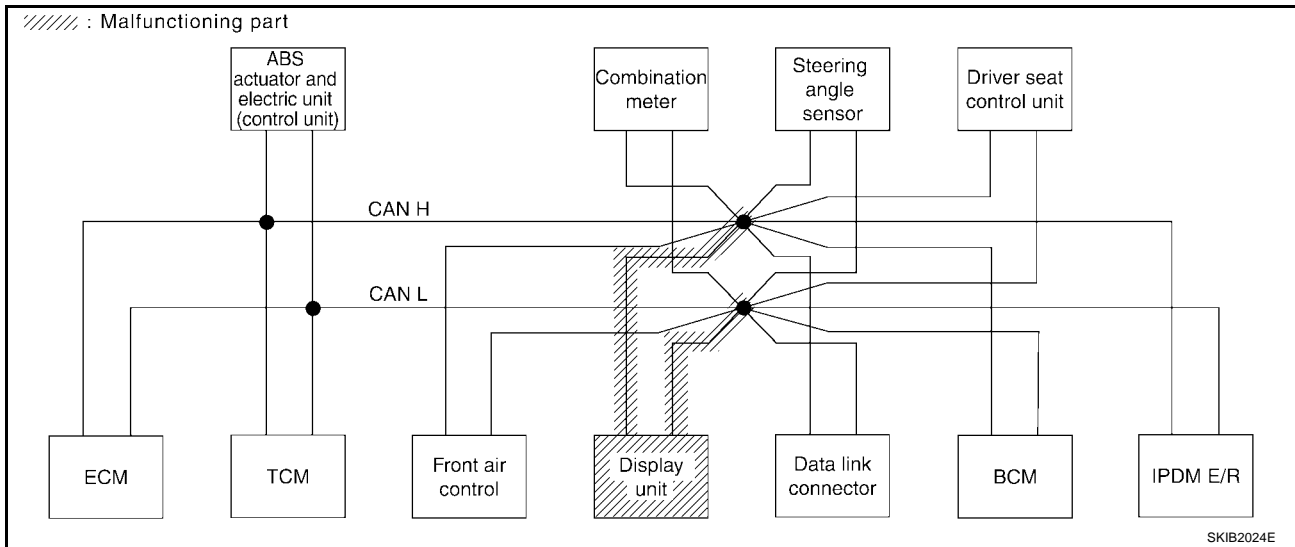 : Malfunctioning part
ABS
actuator and
electric unit
(control unit)
Combination
meter
Steering
angle
sensor
Driver seat
control unit
CAN H
CAN L
ECM
TCM
Front air
control
Display
unit
Data link
connector
BCM
IPDM E/R
SKIB2024E